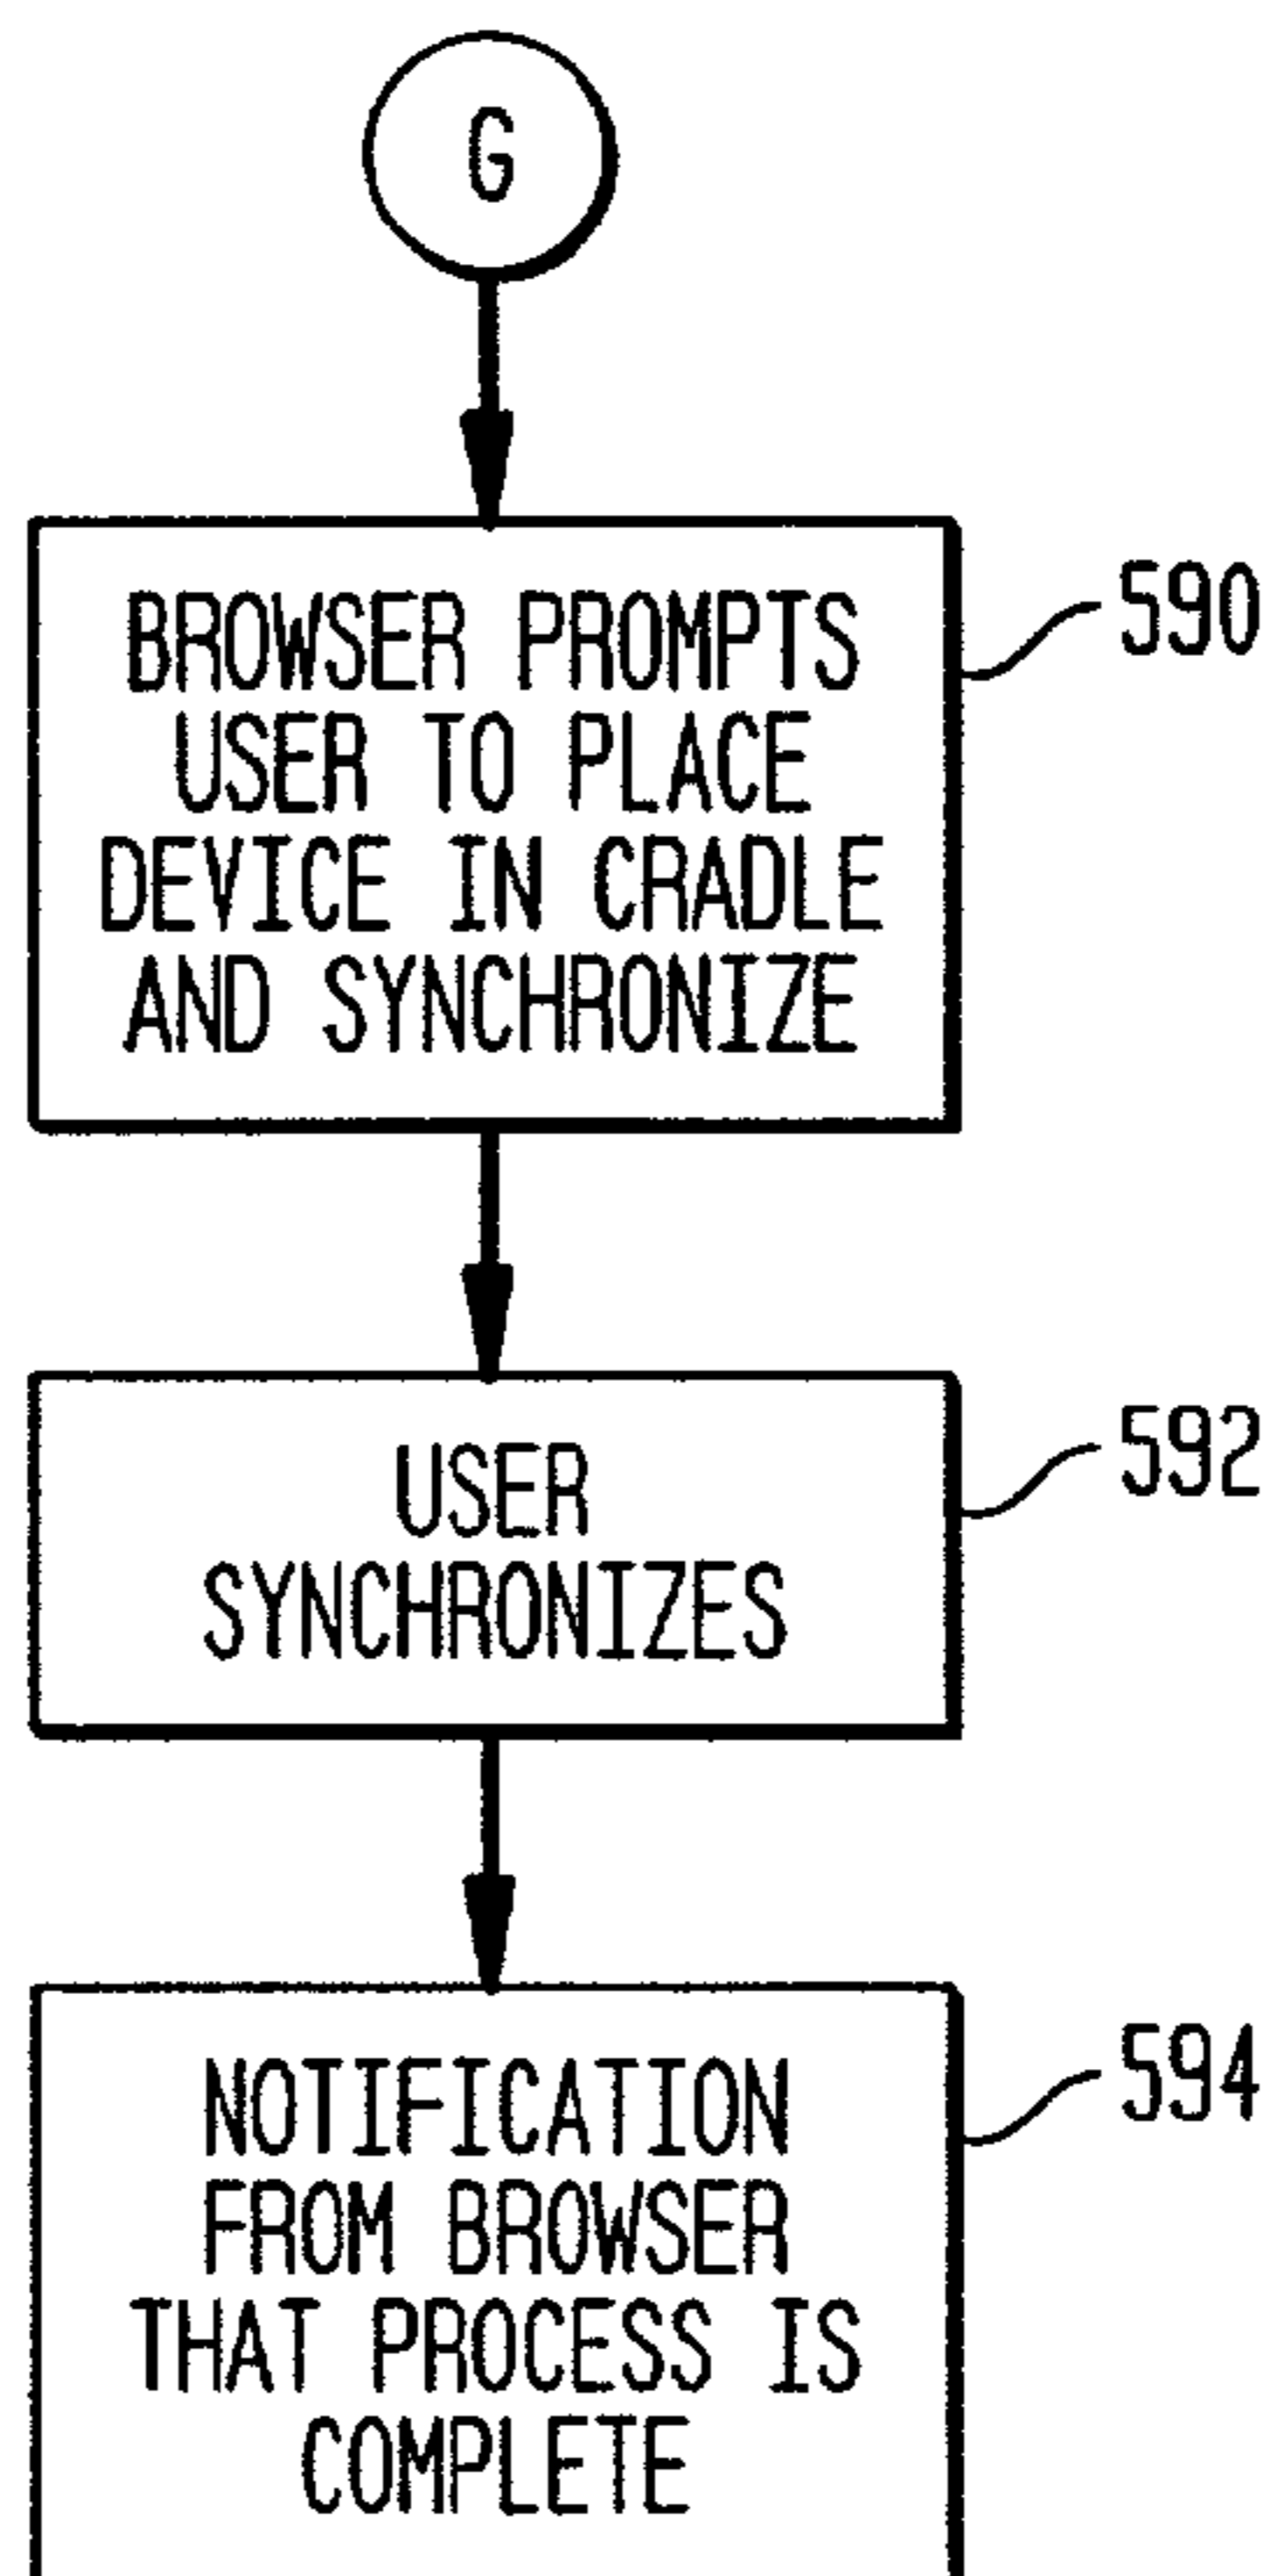 G
BROWSER PROMPTS
USER TO PLACE
DEVICE IN CRADLE
AND SYNCHRONIZE
590
USER
SYNCHRONIZES
592
NOTIFICATION
FROM BROWSER
THAT PROCESS IS
COMPLETE
594